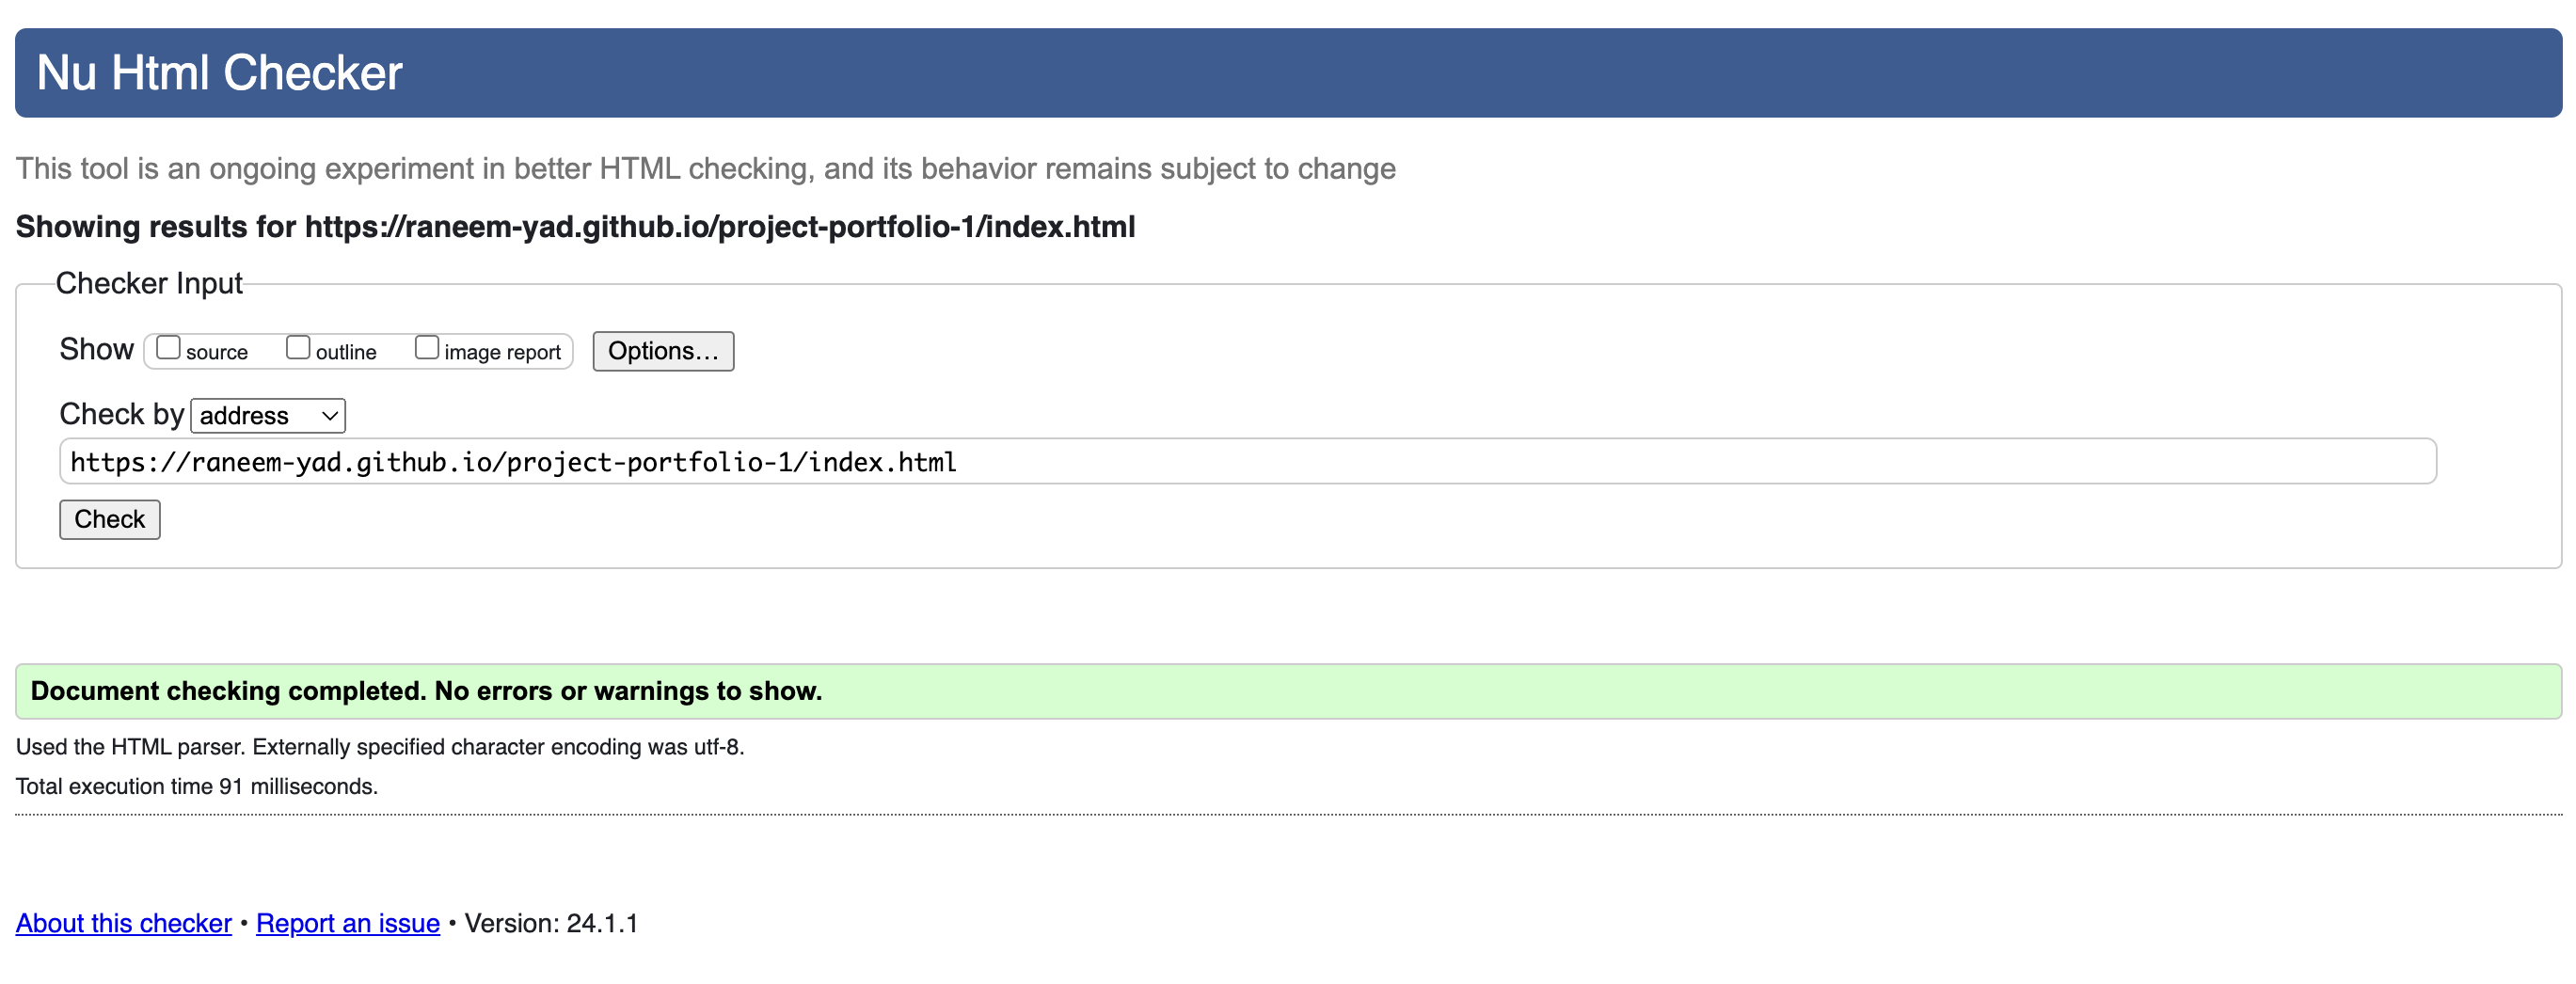 Nu Html Checker
This tool is an ongoing experiment in better HTML checking, and its behavior remains subject to change
Showing results for https://raneem-yad.github.io/project-portfolio-1/index.html
Checker Input
Show source outline image report Options...
Check by address
https://raneem-yad.github.io/project-portfolio-1/index.html
Check
Document checking completed. No errors or warnings to show.
Used the HTML parser. Externally specified character encoding was utf-8.
Total execution time 91 milliseconds.
About this checker • Report an issue • Version: 24.1.1